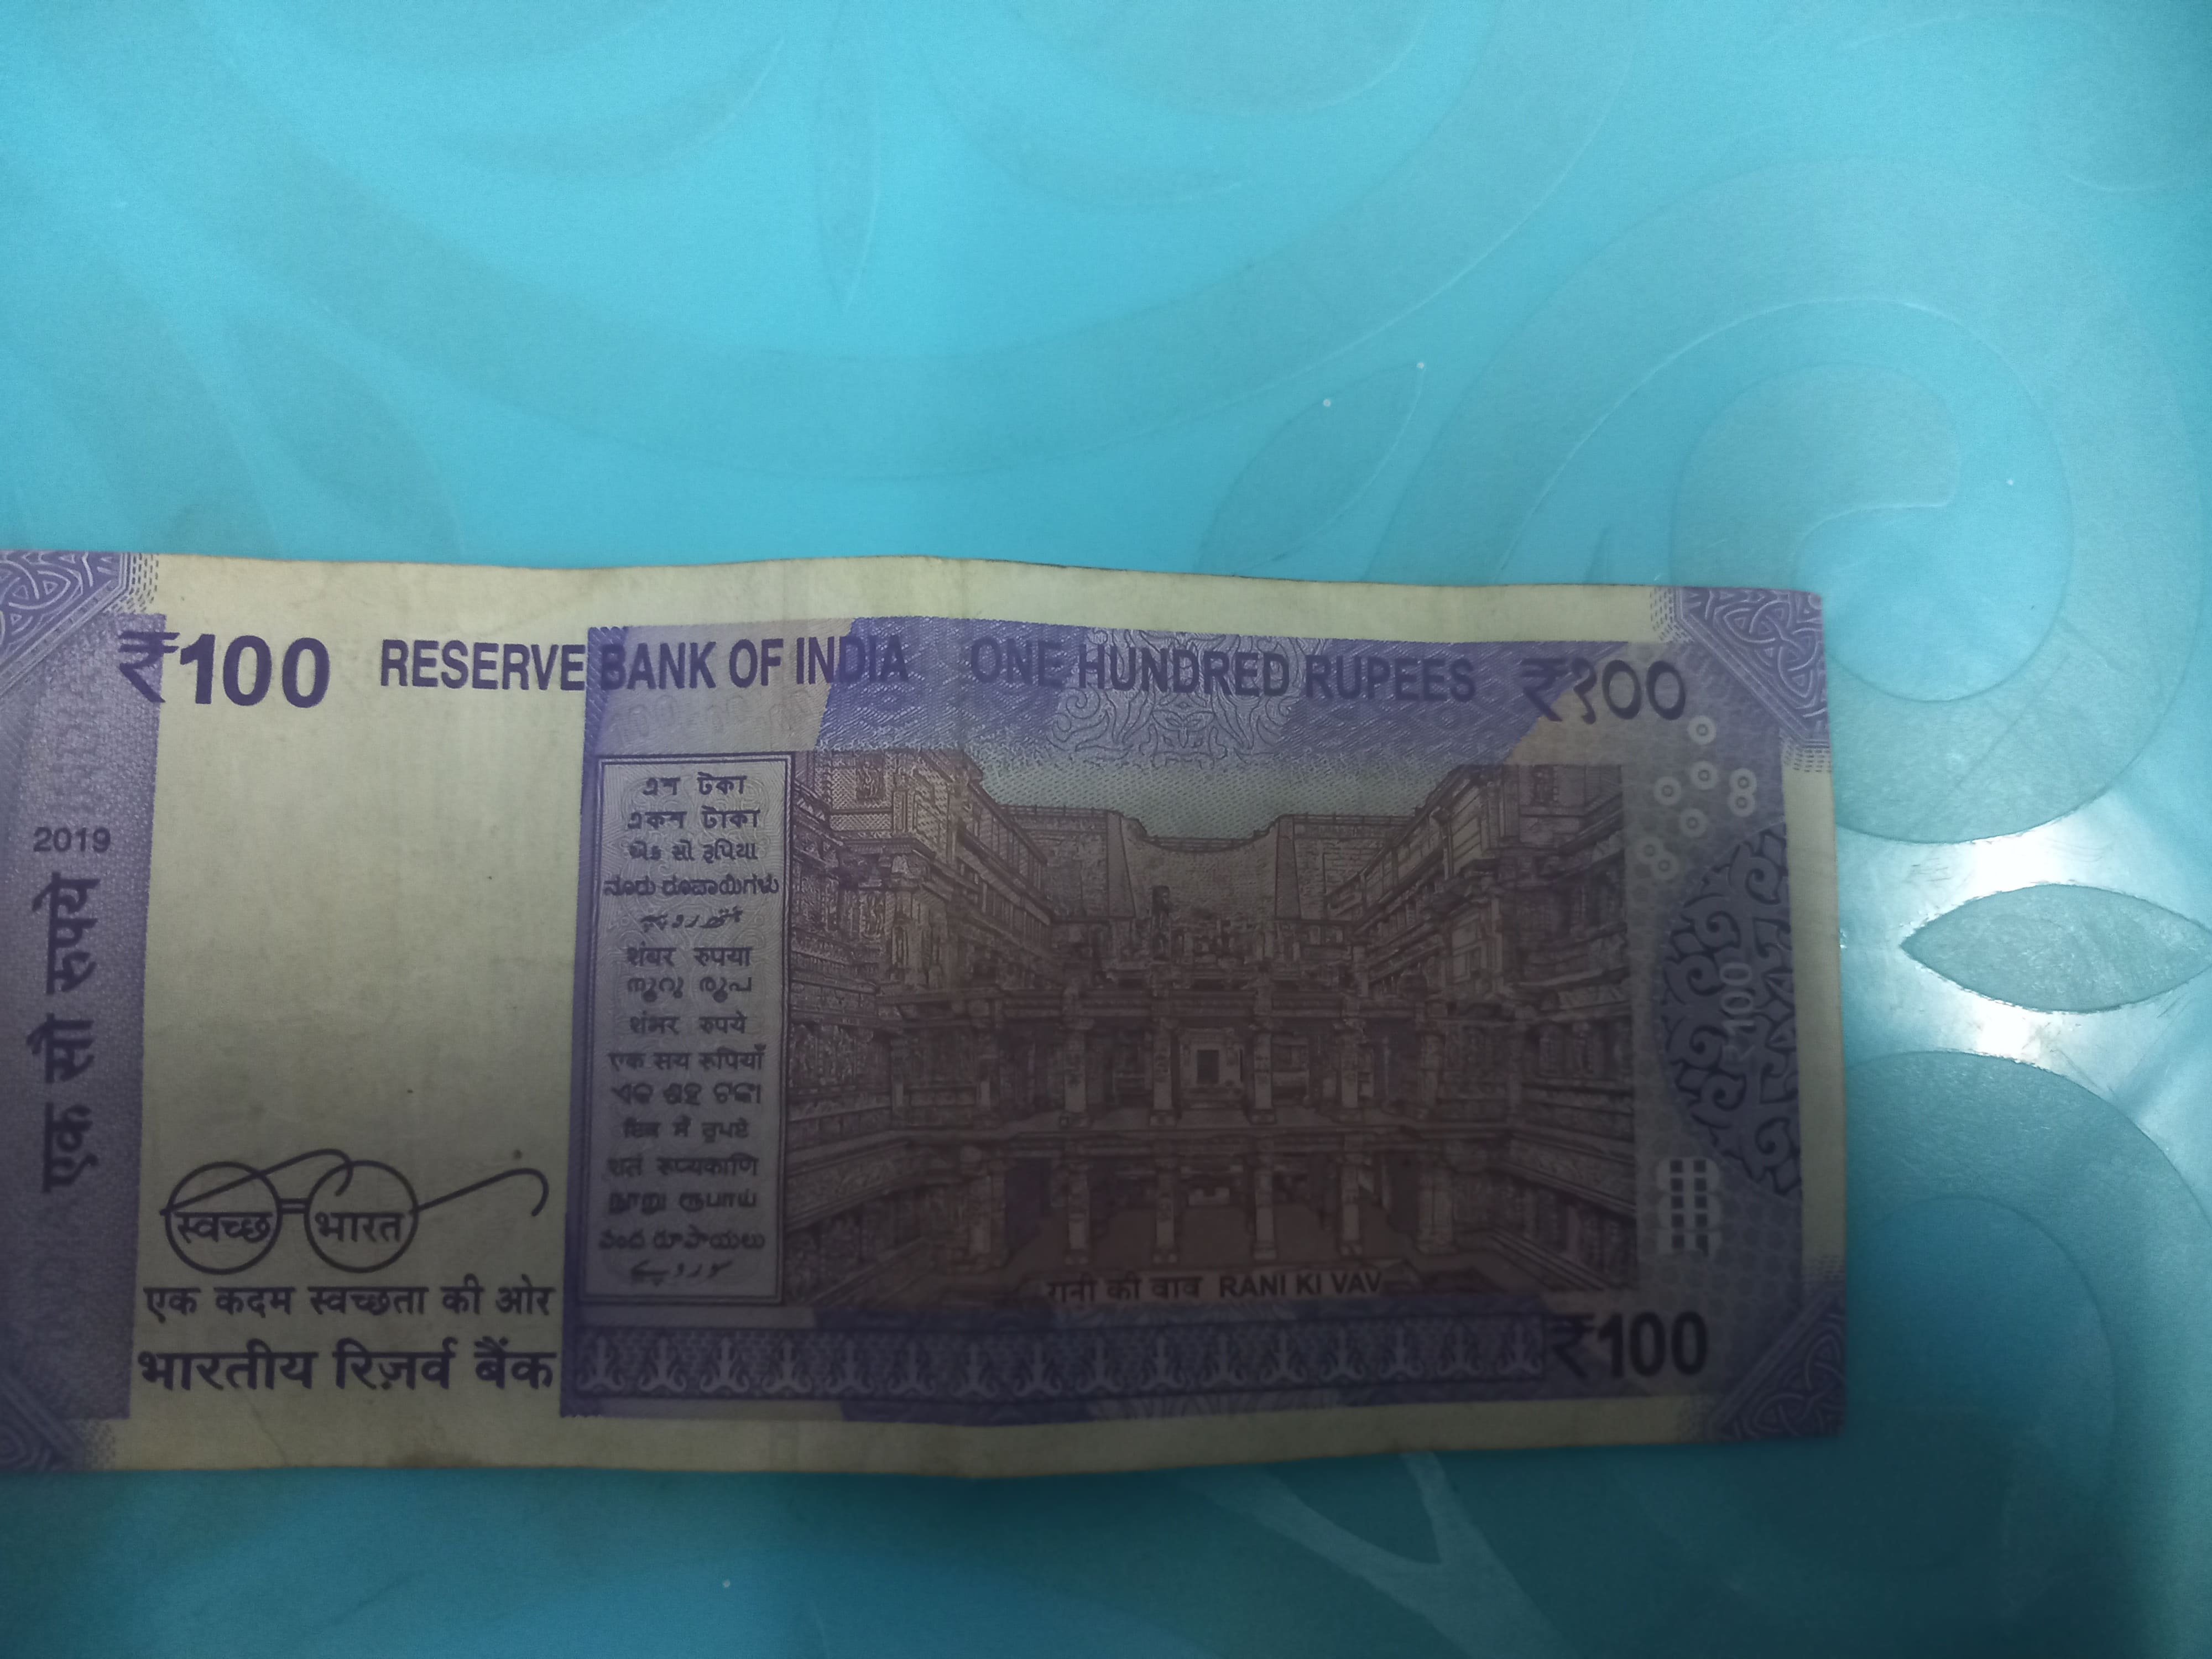 ₹100 RESERVE BANK OF INDIA ONE HUNDRED RUPEES ₹१००
2019
एक सौ रुपये
এশ টকা
একশ টাকা
એક સો રૂપિયા
ನೂರು ರೂಪಾಯಿಗಳು
शंबर रुपया
നൂറു രൂപ
शंभर रुपये
एक सय रुपियाँ
ଏକ ଶହ ଟଙ୍କା
ਇਕ ਸੌ ਰੁਪਏ
शतं रूप्यकाणि
நூறு ரூபாய்
వంద రూపాయలు
रानी की वाव RANI KI VAV
₹100
स्वच्छ भारत
एक कदम स्वच्छता की ओर
भारतीय रिज़र्व बैंक
₹100